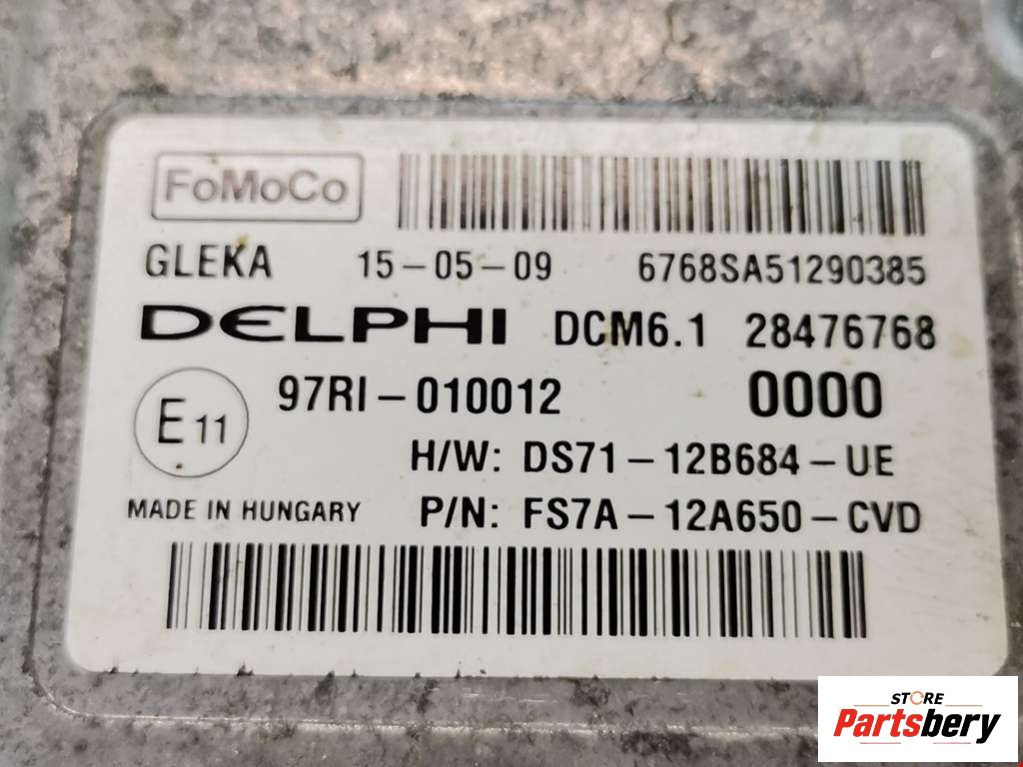 FoMoCo
GLEKA 15-05-09 6768SA51290385
DELPHI DCM6.1 28476768
E11 97RI-010012 0000
H/W: DS71-12B684-UE
MADE IN HUNGARY P/N: FS7A-12A650-CVD
STORE
Partsbery